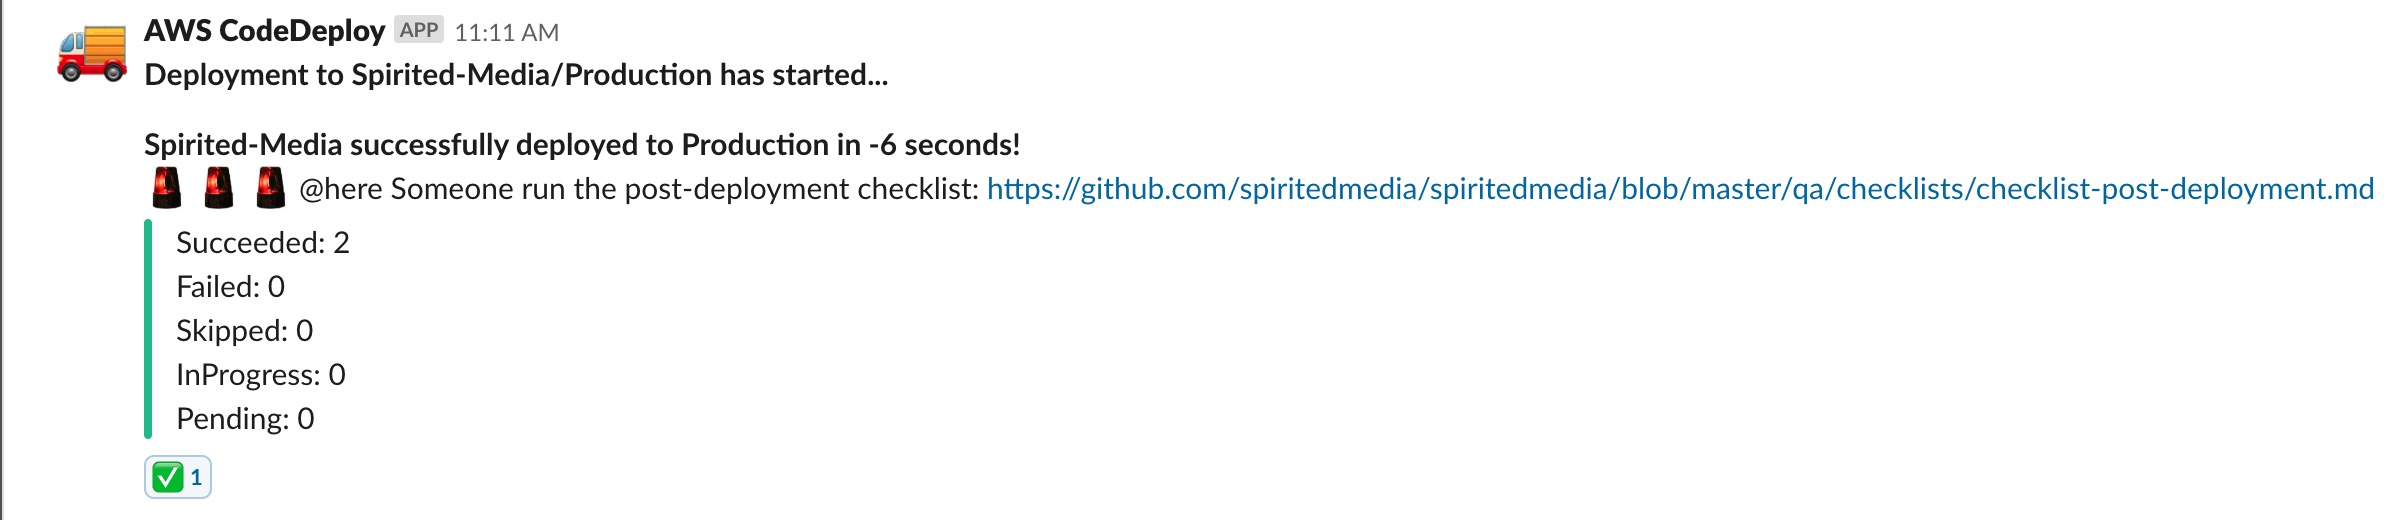 AWS CodeDeploy APP 11:11 AM
Deployment to Spirited-Media/Production has started...
Spirited-Media successfully deployed to Production in -6 seconds!
@here Someone run the post-deployment checklist: https://github.com/spiritedmedia/spiritedmedia/blob/master/qa/checklists/checklist-post-deployment.md
Succeeded: 2
Failed: 0
Skipped: 0
InProgress: 0
Pending: 0
1